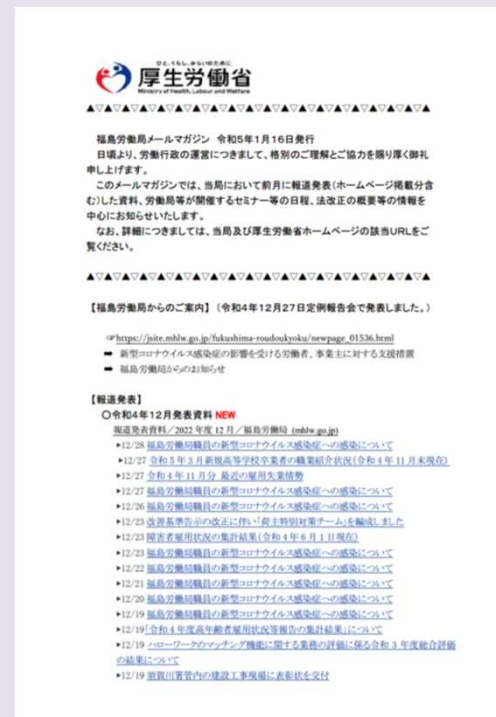 ひと、くらし、みらいのために
厚生労働省
Ministry of Health, Labour and Welfare
▲▽▲▽▲▽▲▽▲▽▲▽▲▽▲▽▲▽▲▽▲▽▲▽▲▽▲▽▲▽▲▽▲▽▲▽▲
福島労働局メールマガジン 令和5年1月16日発行
日頃より、労働行政の運営につきまして、格別のご理解とご協力を賜り厚く御礼
申し上げます。
このメールマガジンでは、当局において前月に報道発表(ホームページ掲載分含
む)した資料、労働局等が開催するセミナー等の日程、法改正の概要等の情報を
中心にお知らせいたします。
なお、詳細につきましては、当局及び厚生労働省ホームページの該当URLをご
覧ください。
▲▽▲▽▲▽▲▽▲▽▲▽▲▽▲▽▲▽▲▽▲▽▲▽▲▽▲▽▲▽▲▽▲▽▲▽▲
【福島労働局からのご案内】(令和4年12月27日定例報告会で発表しました。)
☞https://jsite.mhlw.go.jp/fukushima-roudoukyoku/newpage_01536.html
➡ 新型コロナウイルス感染症の影響を受ける労働者、事業主に対する支援措置
➡ 福島労働局からのお知らせ
【報道発表】
○令和4年12月発表資料 NEW
報道発表資料/2022年度12月/福島労働局 (mhlw.go.jp)
▸12/28 福島労働局職員の新型コロナウイルス感染症への感染について
▸12/27 令和5年3月新規高等学校卒業者の職業紹介状況(令和4年11月末現在)
▸12/27 令和4年11月分 最近の雇用失業情勢
▸12/27 福島労働局職員の新型コロナウイルス感染症への感染について
▸12/26 福島労働局職員の新型コロナウイルス感染症への感染について
▸12/23 改善基準告示の改正に伴い「荷主特別対策チーム」を編成しました
▸12/23 障害者雇用状況の集計結果(令和4年6月1日現在)
▸12/23 福島労働局職員の新型コロナウイルス感染症への感染について
▸12/22 福島労働局職員の新型コロナウイルス感染症への感染について
▸12/21 福島労働局職員の新型コロナウイルス感染症への感染について
▸12/20 福島労働局職員の新型コロナウイルス感染症への感染について
▸12/19 福島労働局職員の新型コロナウイルス感染症への感染について
▸12/19「令和4年度高年齢者雇用状況等報告の集計結果」について
▸12/19 ハローワークのマッチング機能に関する業務の評価に係る令和3年度総合評価
の結果について
▸12/19 須賀川署管内の建設工事現場に表彰状を交付